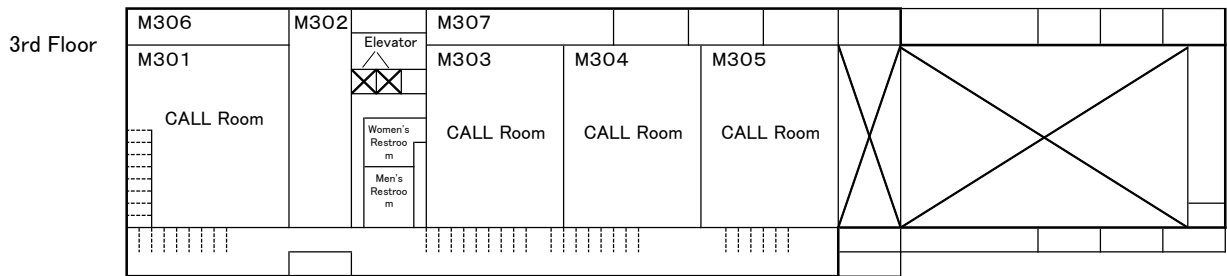 3rd Floor
M306
M302
M307
Elevator
M301
M303
M304
M305
CALL Room
CALL Room
CALL Room
CALL Room
Women's
Restroo
m
Men's
Restroo
m